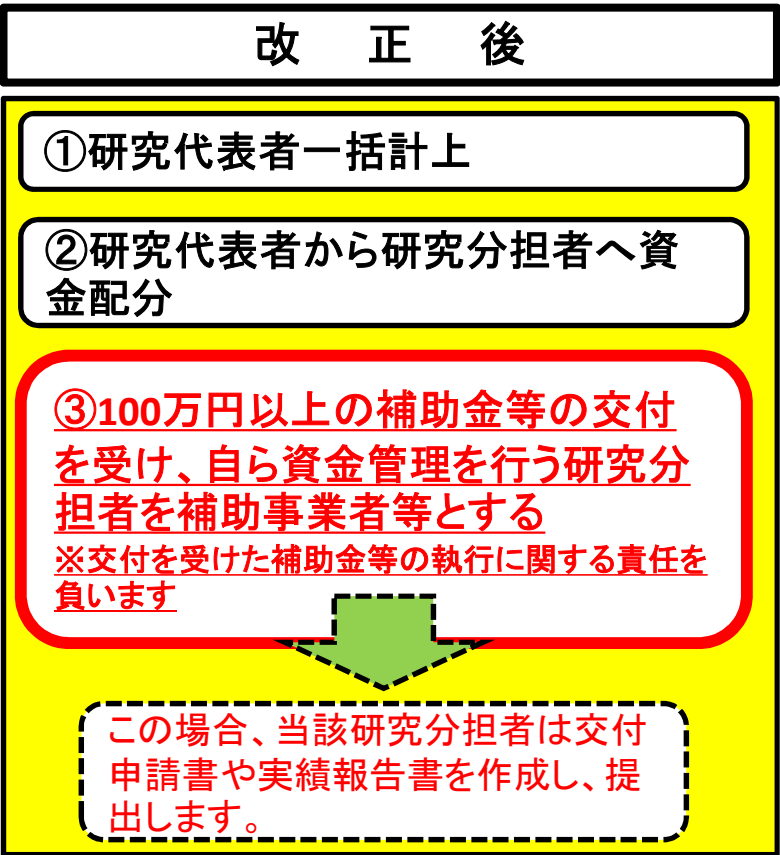 改　正　後
①研究代表者一括計上
②研究代表者から研究分担者へ資
金配分
③100万円以上の補助金等の交付
を受け、自ら資金管理を行う研究分
担者を補助事業者等とする
※交付を受けた補助金等の執行に関する責任を
負います
この場合、当該研究分担者は交付
申請書や実績報告書を作成し、提
出します。